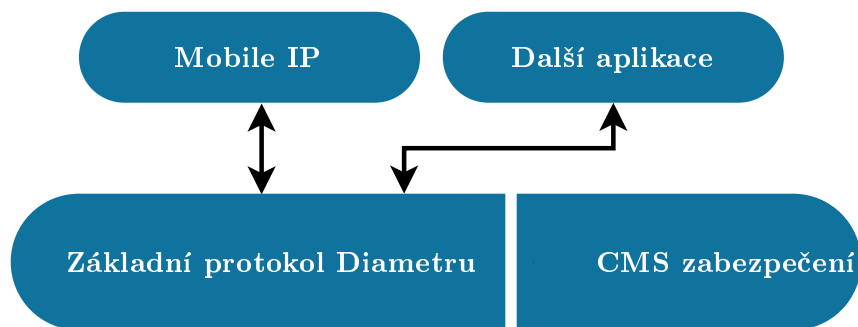 Mobile IP
Další aplikace
Základní protokol Diametru
CMS zabezpečení